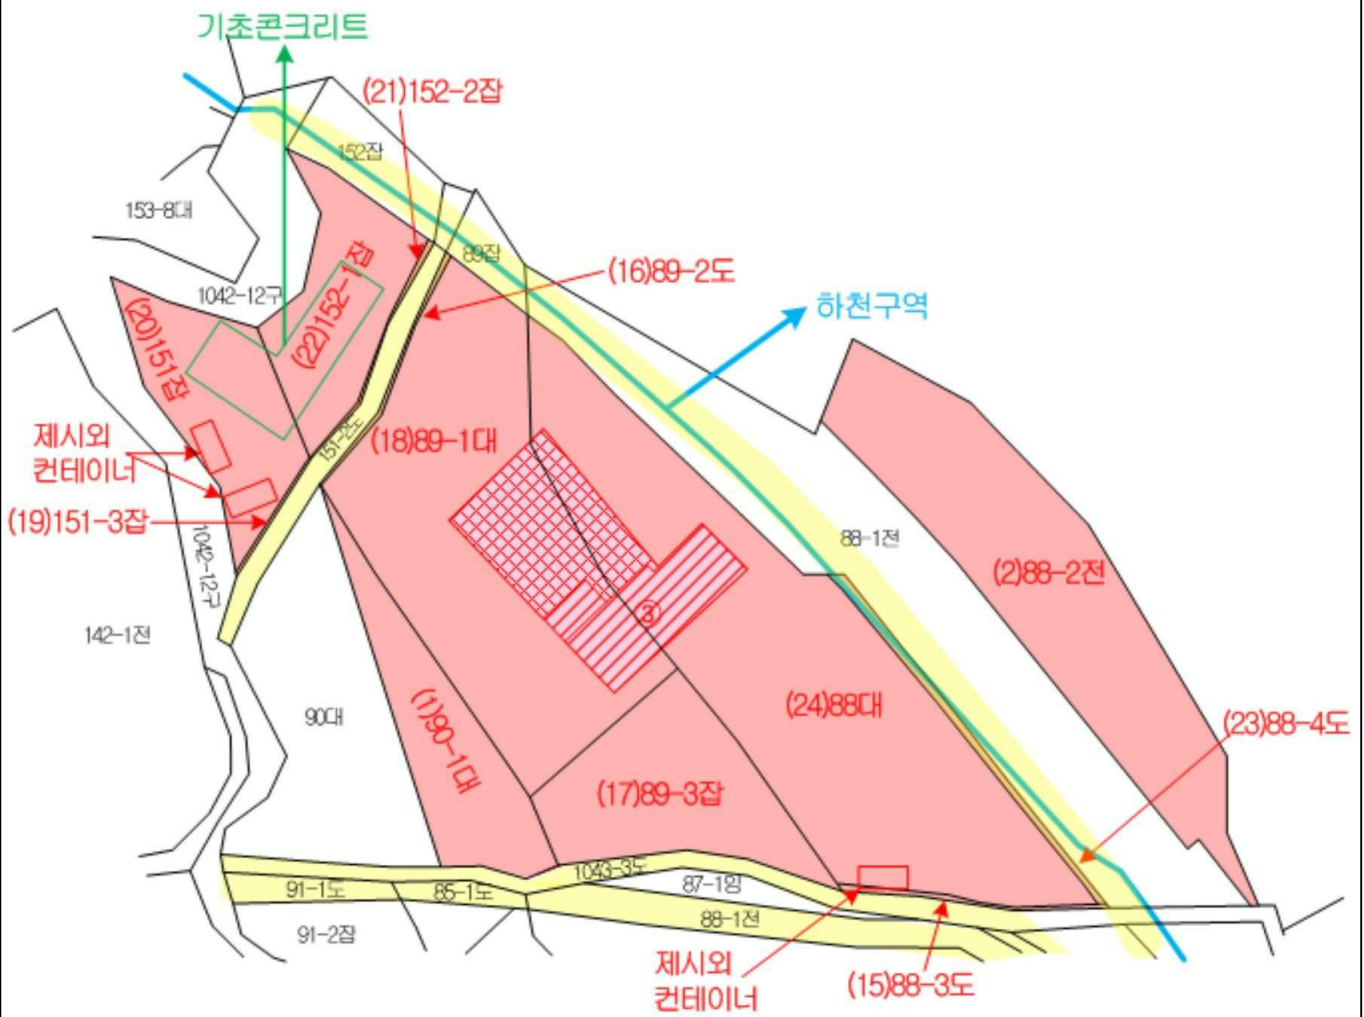 기초콘크리트
(21)152-2잡
152잡
153-8대
89잡
(16)89-2도
1042-12구
(22)152-1잡
하천구역
(20)151잡
151-2도
(18)89-1대
제시외
컨테이너
(19)151-3잡
1042-12구
88-1전
(2)88-2전
③
142-1전
90대
(1)90-1대
(24)88대
(23)88-4도
(17)89-3잡
1043-3도
87-1임
91-1도
85-1도
88-1전
91-2잡
제시외
컨테이너
(15)88-3도